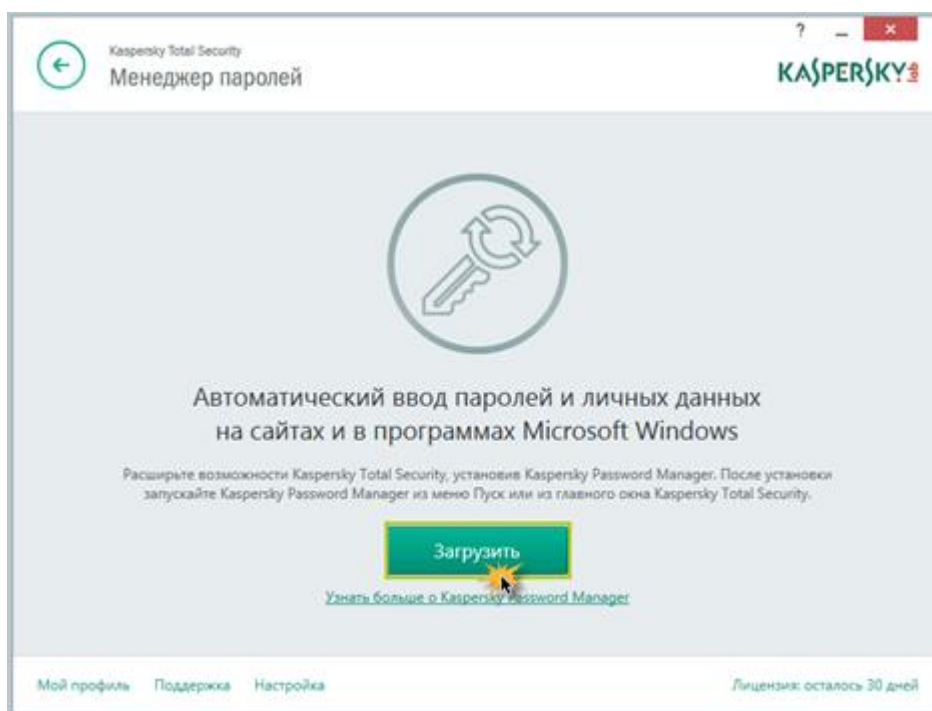 Kaspersky Total Security
Менеджер паролей
KASPERSKY lab
Автоматический ввод паролей и личных данных
на сайтах и в программах Microsoft Windows
Расширьте возможности Kaspersky Total Security, установив Kaspersky Password Manager. После установки
запускайте Kaspersky Password Manager из меню Пуск или из главного окна Kaspersky Total Security.
Загрузить
Узнать больше о Kaspersky Password Manager
Мой профиль Поддержка Настройка Лицензия: осталось 30 дней